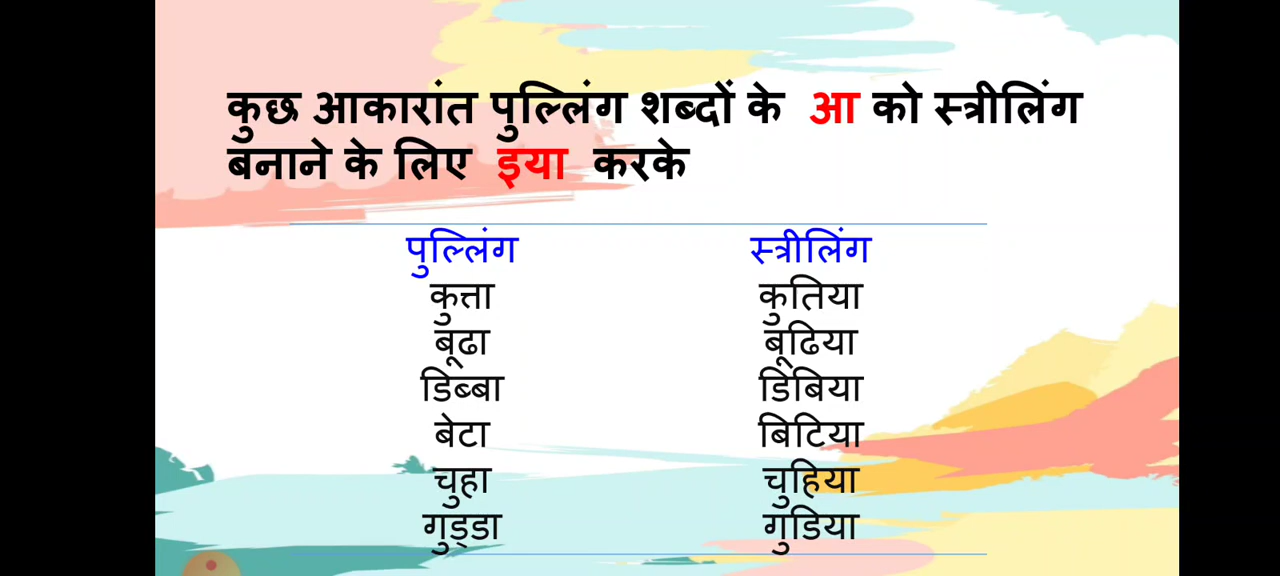 कुछ आकारांत पुल्लिंग शब्दों के आ को स्त्रीलिंग
बनाने के लिए इया करके
पुल्लिंग स्त्रीलिंग
कुत्ता कुतिया
बूढा बूढिया
डिब्बा डिबिया
बेटा बिटिया
चुहा चुहिया
गुड्डा गुडिया